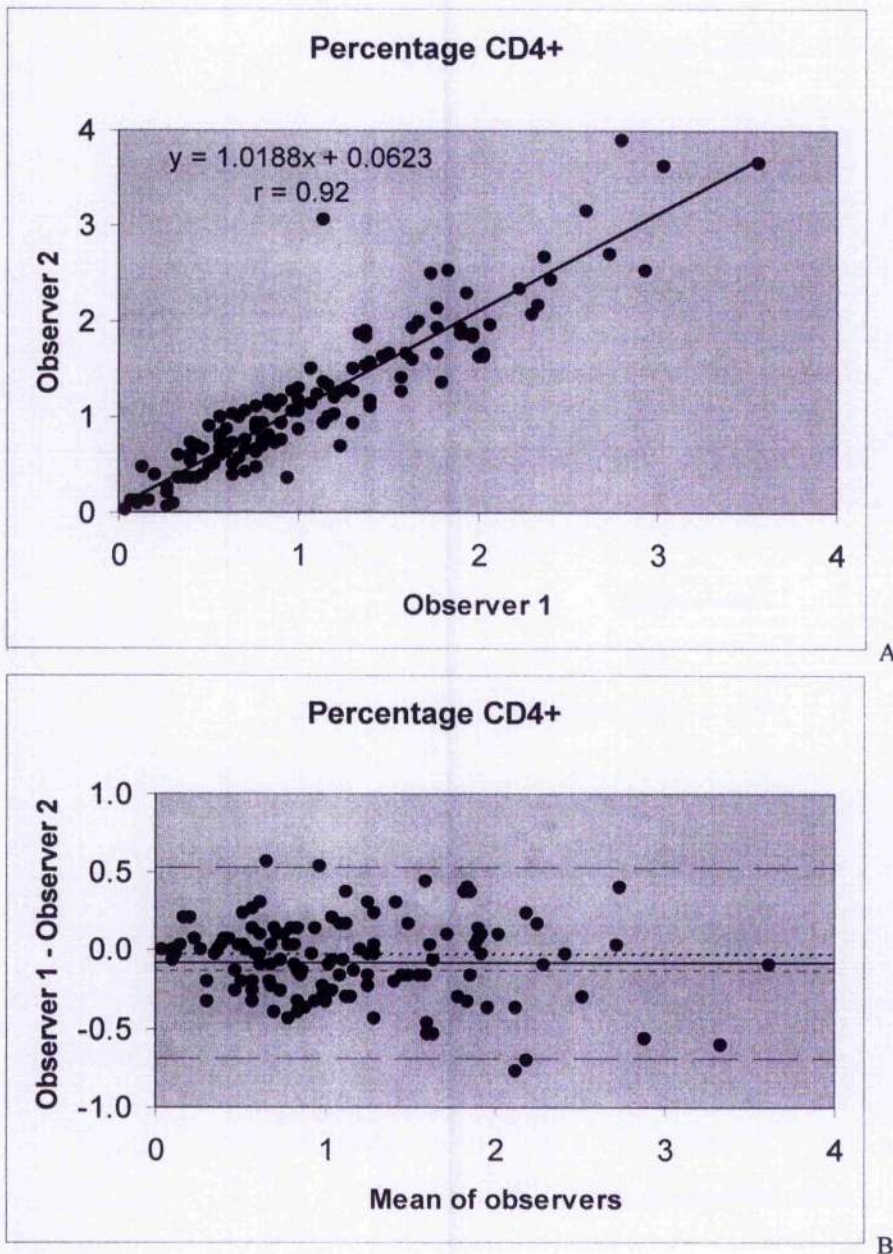 Percentage CD4+
y = 1.0188x + 0.0623
r = 0.92
Observer 2
4
3
2
1
0
0 1 2 3 4
Observer 1
A
Percentage CD4+
Observer 1 - Observer 2
1.0
0.5
0.0
-0.5
-1.0
0 1 2 3 4
Mean of observers
B